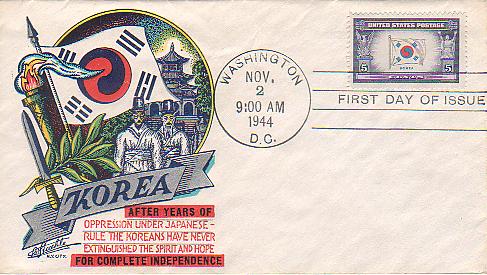 WASHINGTON
NOV.
2
9:00 AM
1944
D.C.
UNITED STATES POSTAGE
KOREA
5 5
FIRST DAY OF ISSUE
KOREA
AFTER YEARS OF
OPPRESSION UNDER JAPANESE-
RULE THE KOREANS HAVE NEVER
EXTINGUISHED THE SPIRIT AND HOPE
FOR COMPLETE INDEPENDENCE
N.Y. CITY.